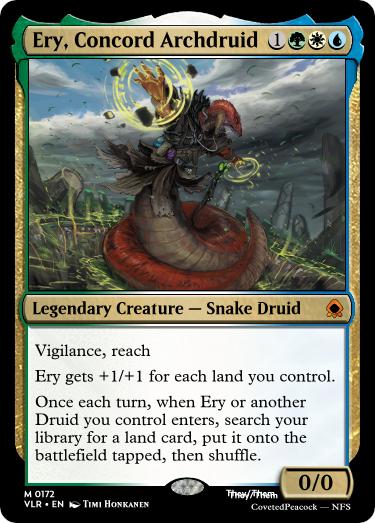 Ery, Concord Archdruid 1
Legendary Creature — Snake Druid
Vigilance, reach
Ery gets +1/+1 for each land you control.
Once each turn, when Ery or another
Druid you control enters, search your
library for a land card, put it onto the
battlefield tapped, then shuffle.
0/0
M 0172
VLR • EN Timi Honkanen
They/Them
CovetedPeacock — NFS